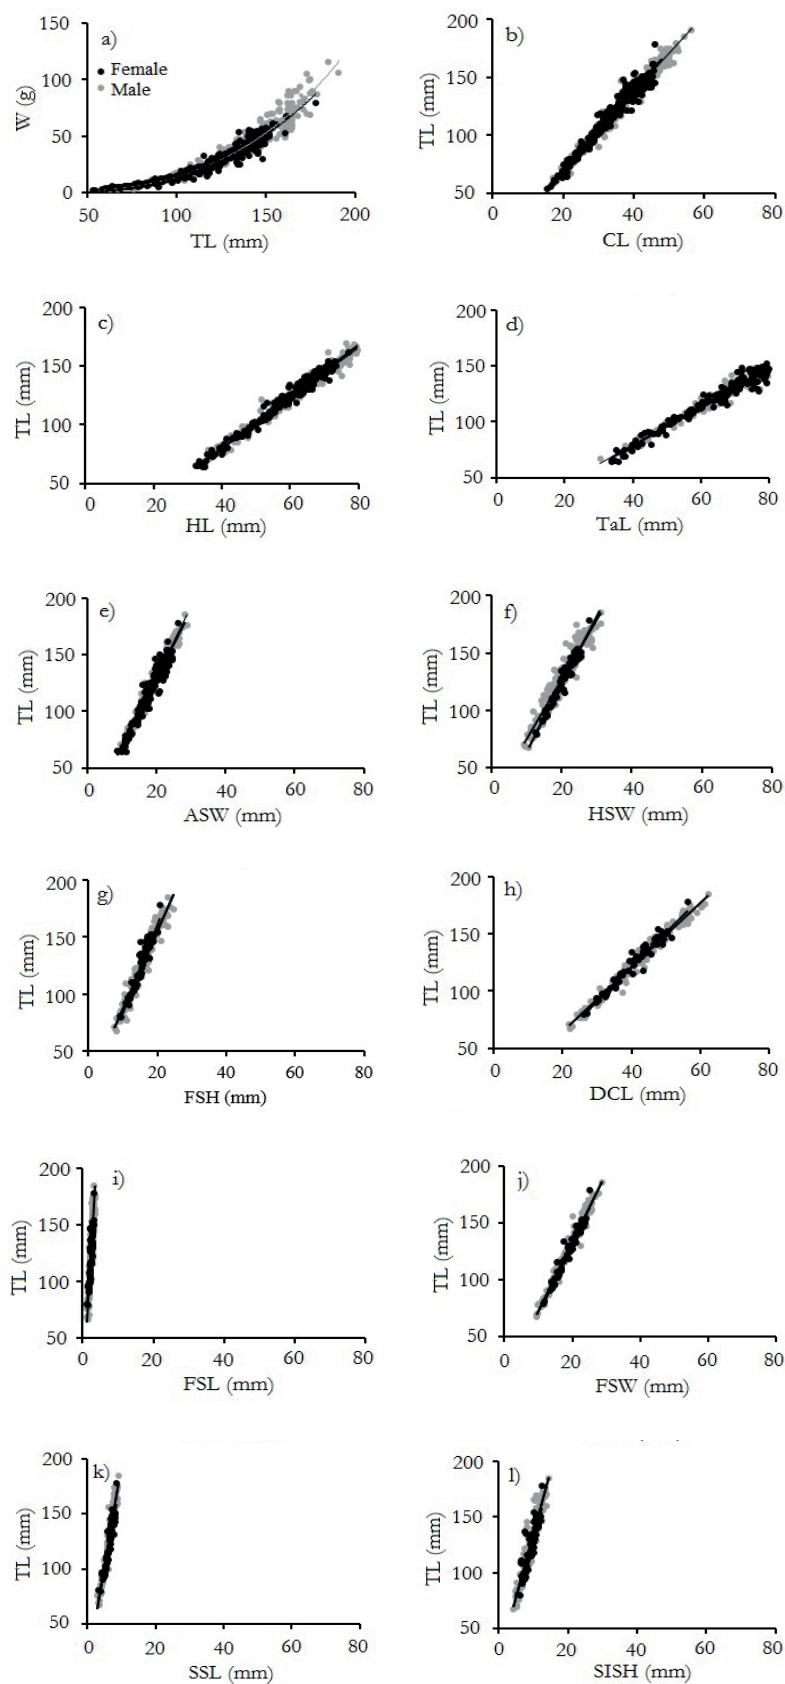 a)
150
100
50
0
W (g)
Female
Male
50 100 150 200
TL (mm)
b)
200
150
100
50
TL (mm)
0 20 40 60 80
CL (mm)
c)
200
150
100
50
TL (mm)
0 20 40 60 80
HL (mm)
d)
200
150
100
50
TL (mm)
0 20 40 60 80
TaL (mm)
e)
200
150
100
50
TL (mm)
0 20 40 60 80
ASW (mm)
f)
200
150
100
50
TL (mm)
0 20 40 60 80
HSW (mm)
g)
200
150
100
50
TL (mm)
0 20 40 60 80
FSH (mm)
h)
200
150
100
50
TL (mm)
0 20 40 60 80
DCL (mm)
i)
200
150
100
50
TL (mm)
0 20 40 60 80
FSL (mm)
j)
200
150
100
50
TL (mm)
0 20 40 60 80
FSW (mm)
k)
200
150
100
50
TL (mm)
0 20 40 60 80
SSL (mm)
l)
200
150
100
50
TL (mm)
0 20 40 60 80
SISH (mm)